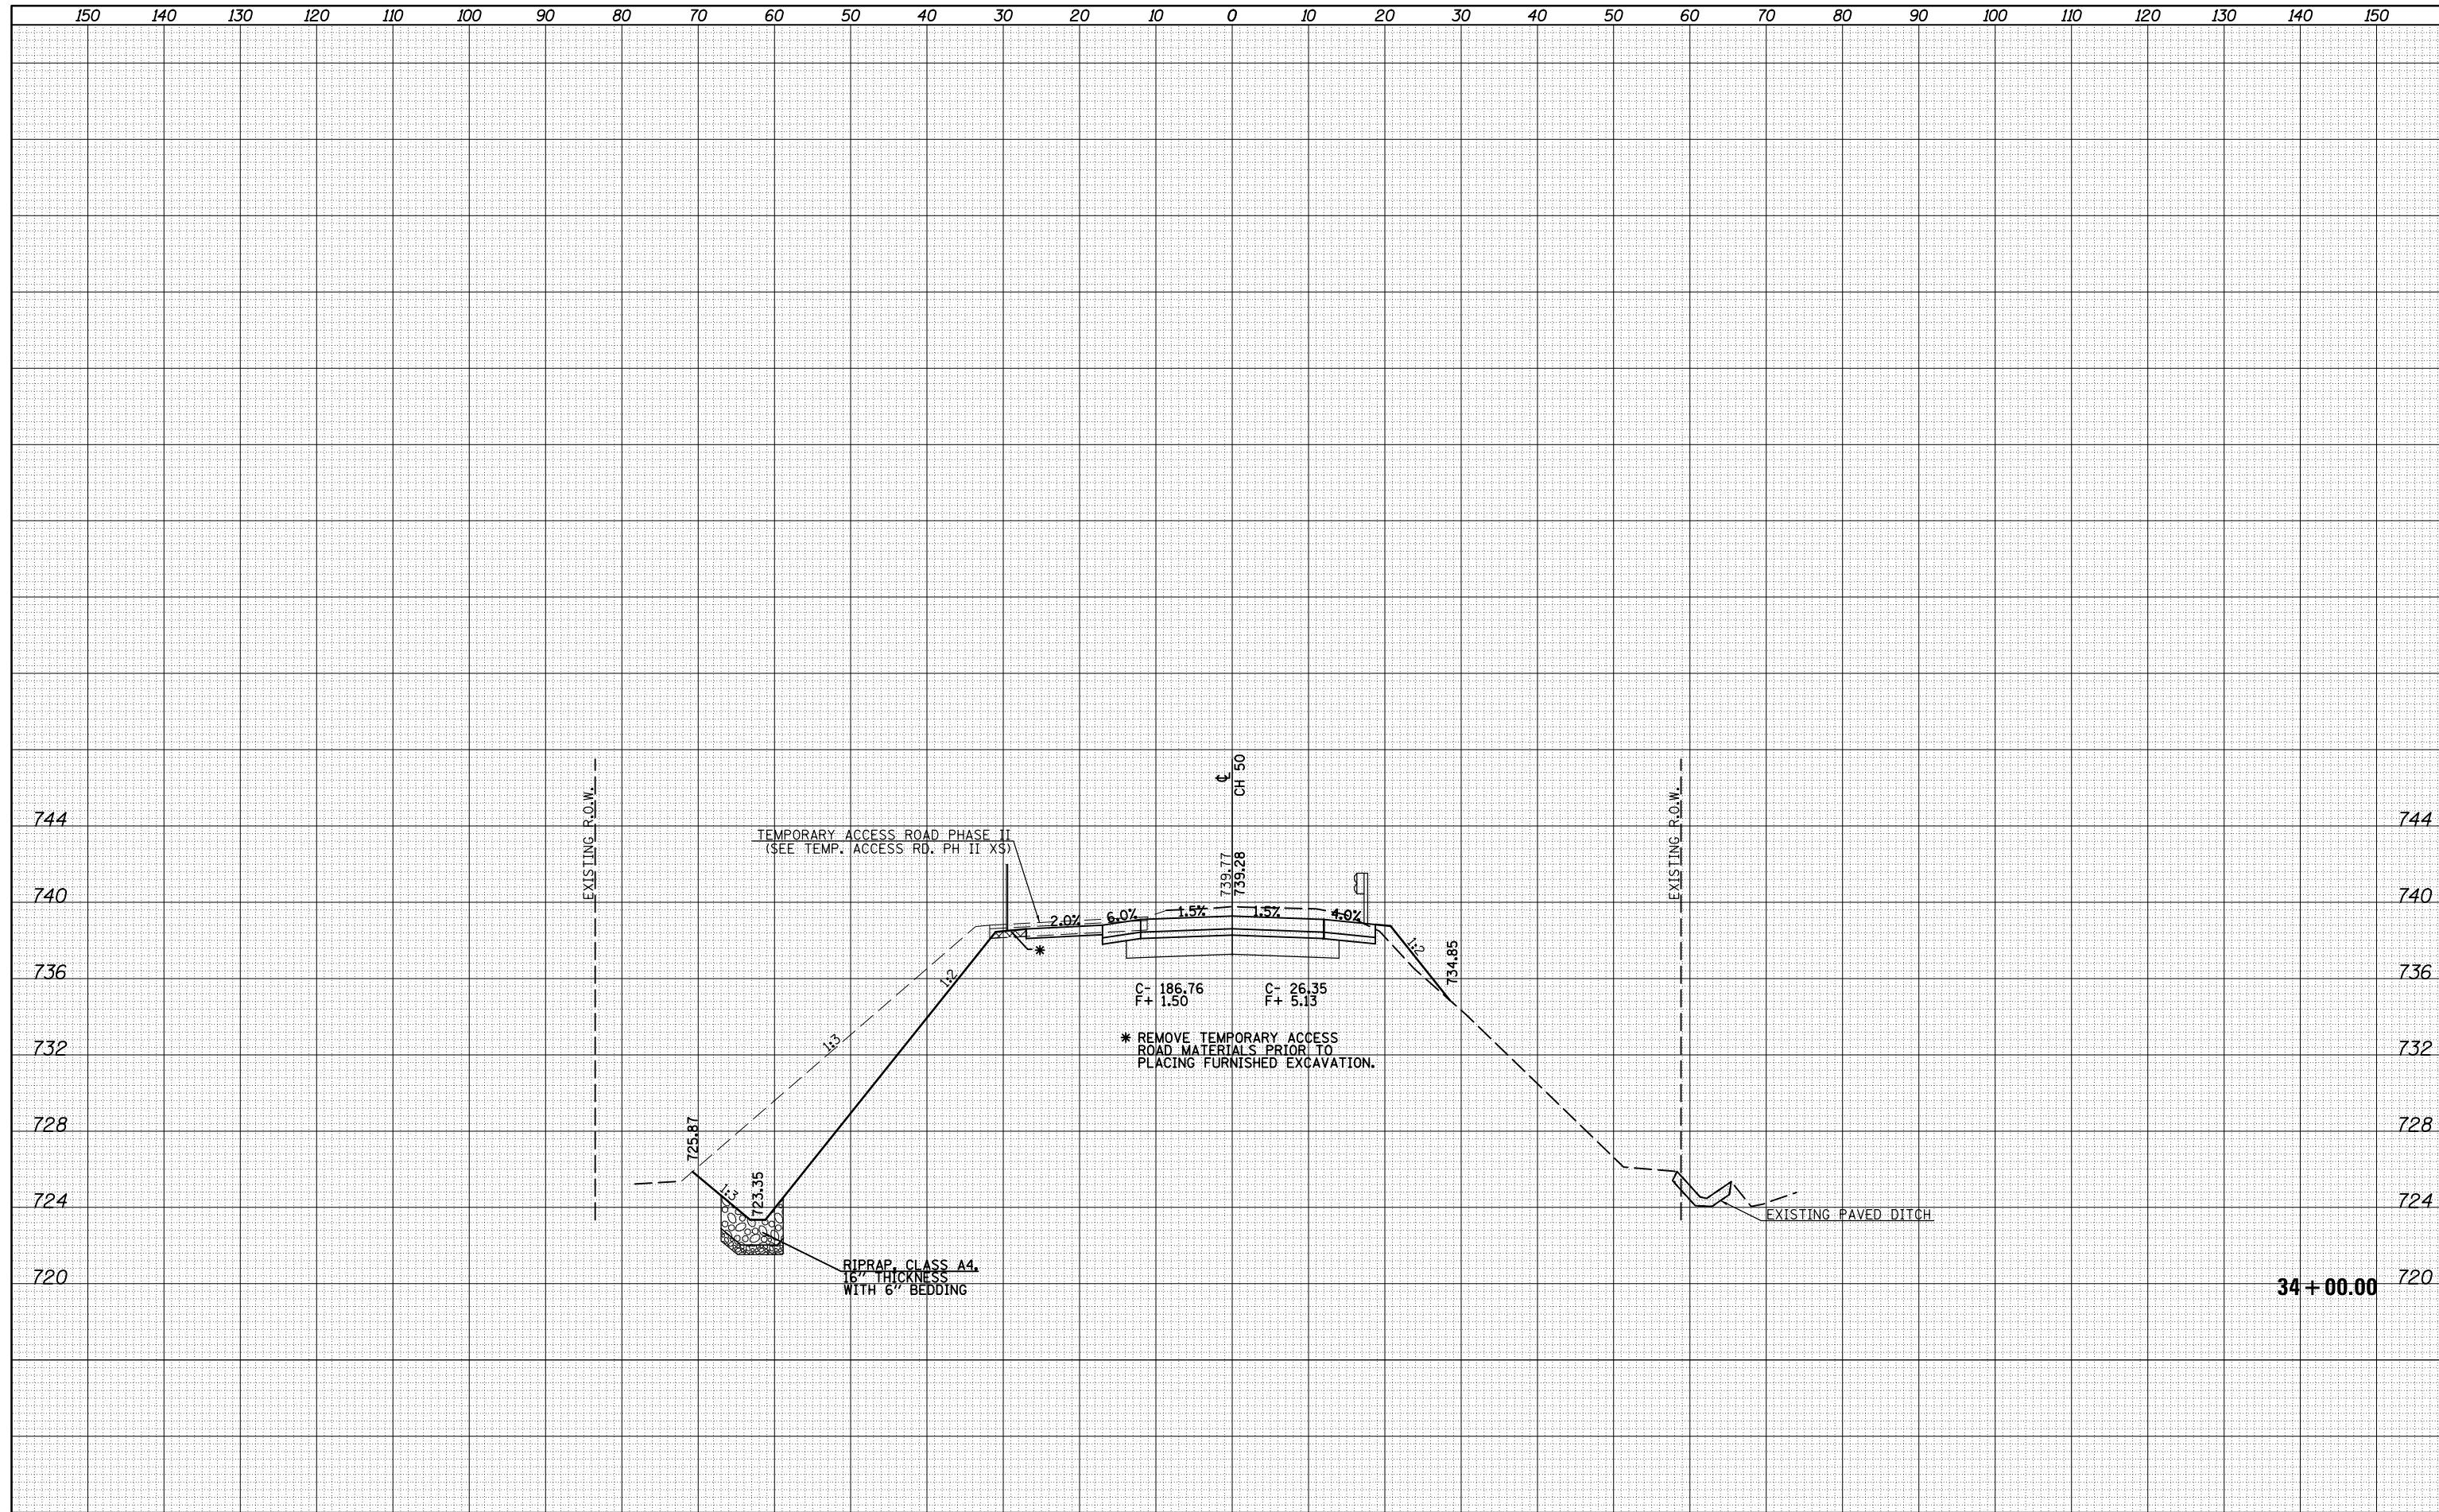 150 140 130 120 110 100 90 80 70 60 50 40 30 20 10 0 10 20 30 40 50 60 70 80 90 100 110 120 130 140 150
EXISTING R.O.W.
℄
CH 50
EXISTING R.O.W.
744 744
TEMPORARY ACCESS ROAD PHASE II
(SEE TEMP. ACCESS RD. PH II XS)
739.77
739.28
740 740
2.0% 6.0% 1.5% 1.5% 4.0%
1:2
*
734.85
736 736
1:2
C- 186.76
F+ 1.50
C- 26.35
F+ 5.13
1:3
* REMOVE TEMPORARY ACCESS
ROAD MATERIALS PRIOR TO
PLACING FURNISHED EXCAVATION.
732 732
728 728
725.87
1:3
723.35
724 724
EXISTING PAVED DITCH
RIPRAP, CLASS A4,
16" THICKNESS
WITH 6" BEDDING
720 720
34+00.00